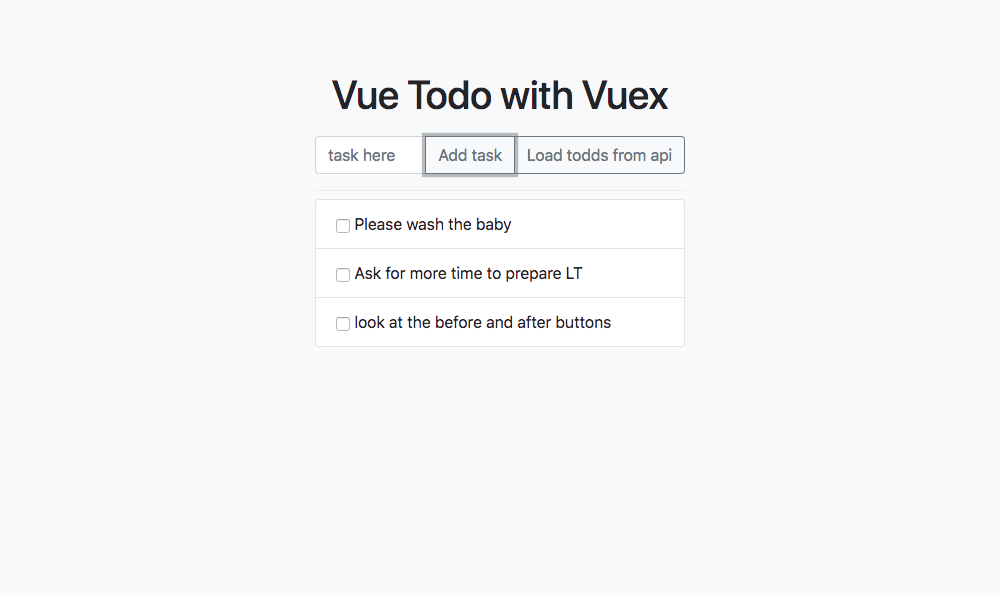 Vue Todo with Vuex
task here Add task Load todds from api
Please wash the baby
Ask for more time to prepare LT
look at the before and after buttons